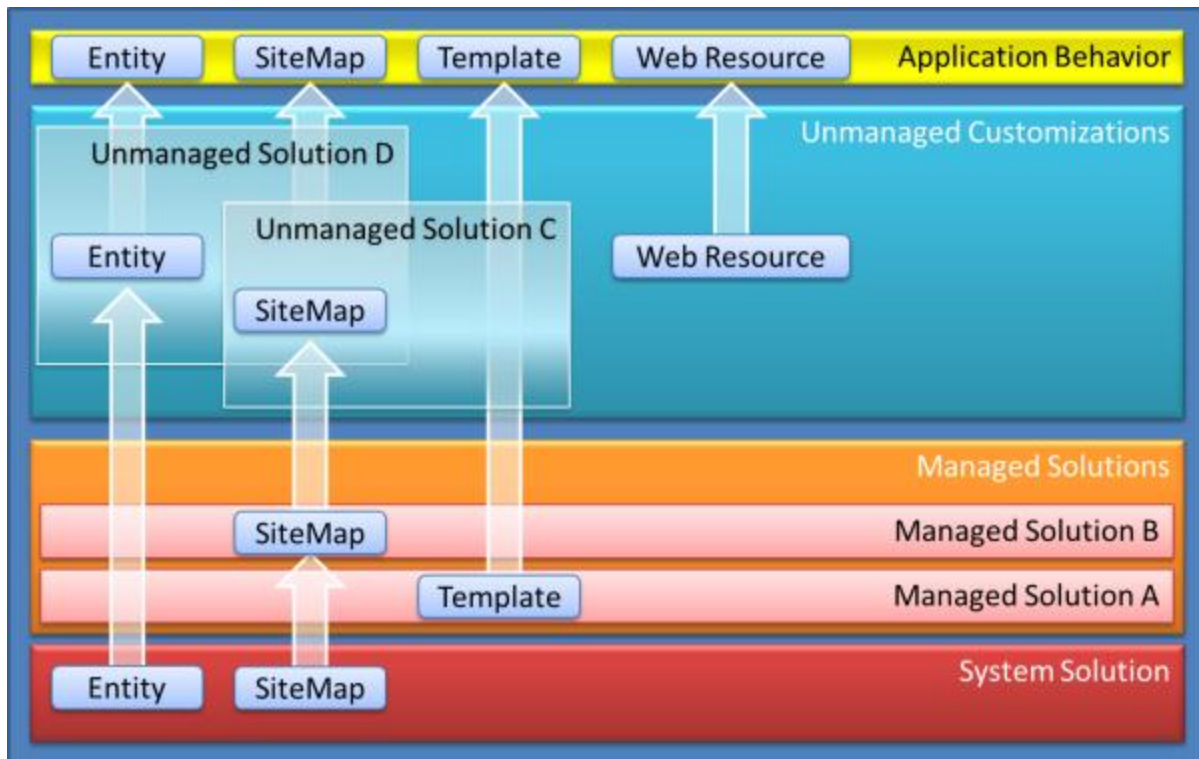 Entity SiteMap Template Web Resource Application Behavior
Unmanaged Customizations
Unmanaged Solution D
Unmanaged Solution C
Entity Web Resource
SiteMap
Managed Solutions
SiteMap Managed Solution B
Template Managed Solution A
System Solution
Entity SiteMap